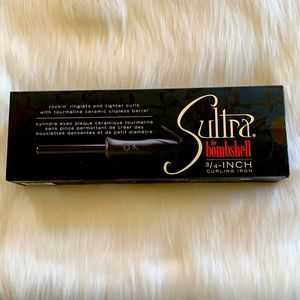 rockin' ringlets and tighter curls
with tourmaline ceramic clipless barrel
cylindre avec plaque céramique tourmaline
sans pince permettant de créer des
bouclettes dansantes et de petit diamètre
Sultra®
the
bombshell
3/4-INCH
CURLING IRON